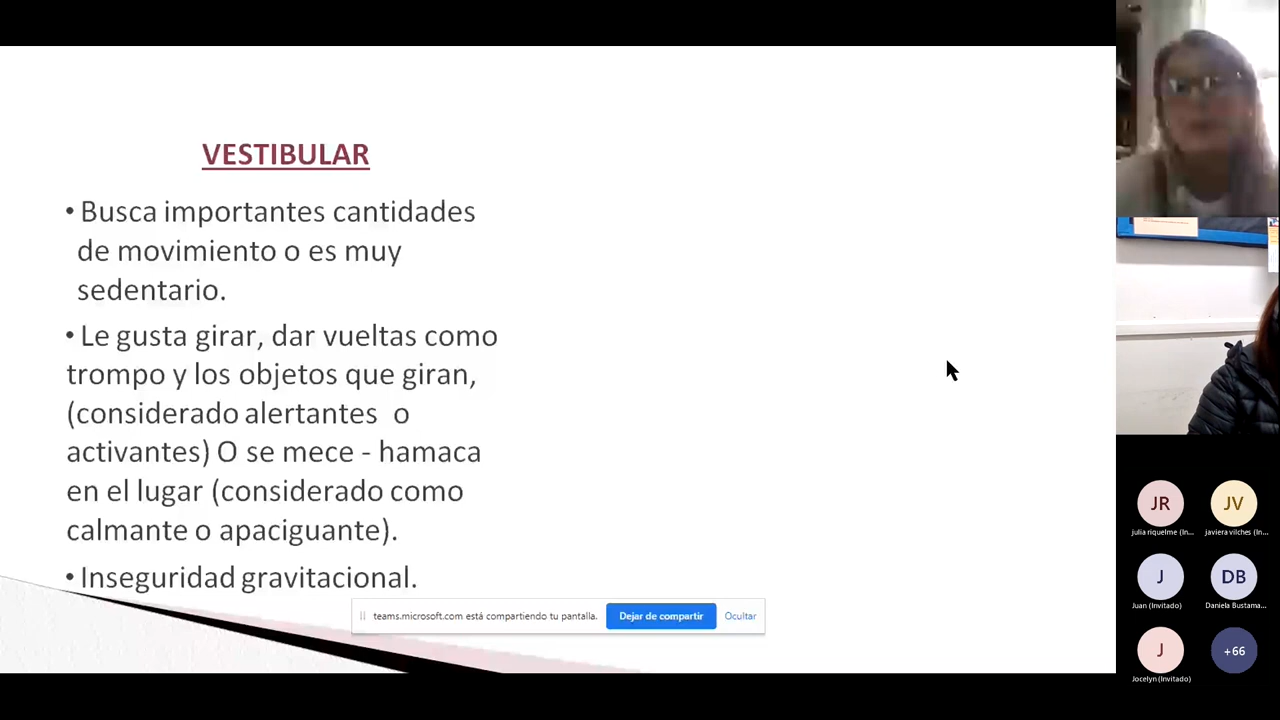 VESTIBULAR
• Busca importantes cantidades
de movimiento o es muy
sedentario.
• Le gusta girar, dar vueltas como
trompo y los objetos que giran,
(considerado alertantes o
activantes) O se mece - hamaca
en el lugar (considerado como
calmante o apaciguante).
• Inseguridad gravitacional.
teams.microsoft.com está compartiendo tu pantalla.
Dejar de compartir
Ocultar
JR
JV
julia riquelme (In...
javiera vilches (In...
J
DB
Juan (Invitado)
Daniela Bustama...
J
+66
Jocelyn (Invitado)